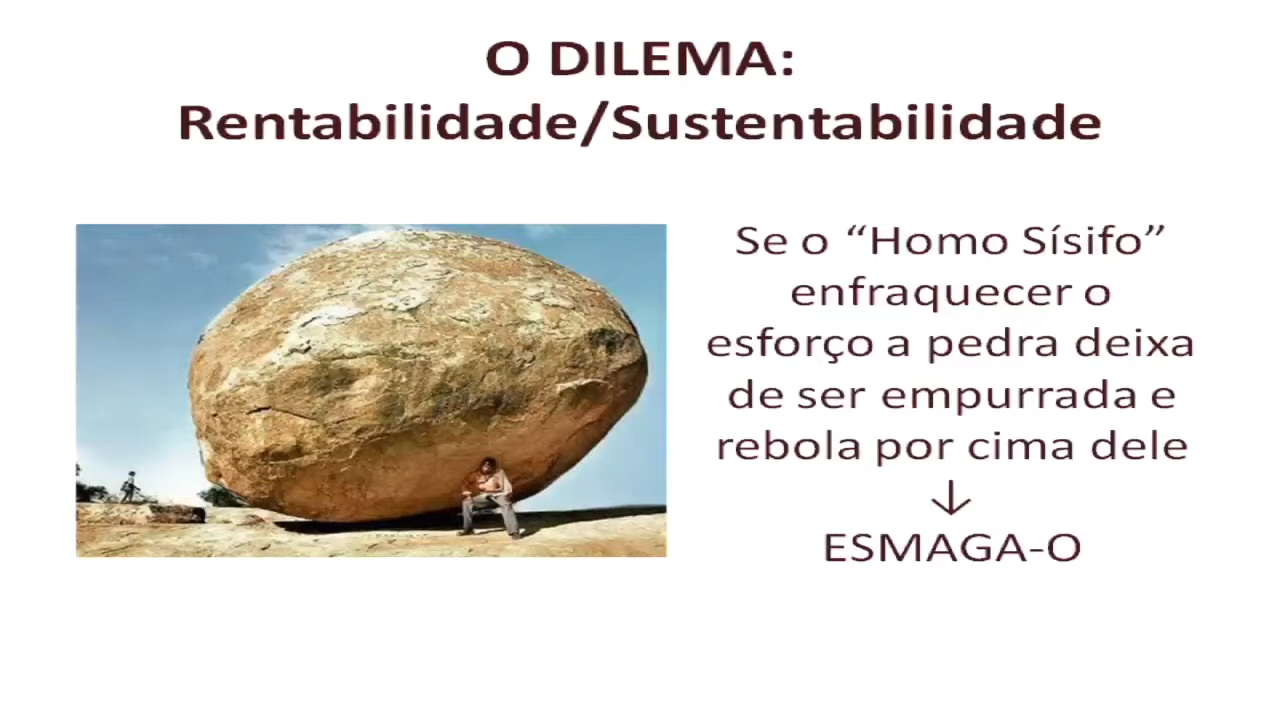 O DILEMA:
Rentabilidade/Sustentabilidade
Se o “Homo Sísifo”
enfraquecer o
esforço a pedra deixa
de ser empurrada e
rebola por cima dele
↓
ESMAGA-O